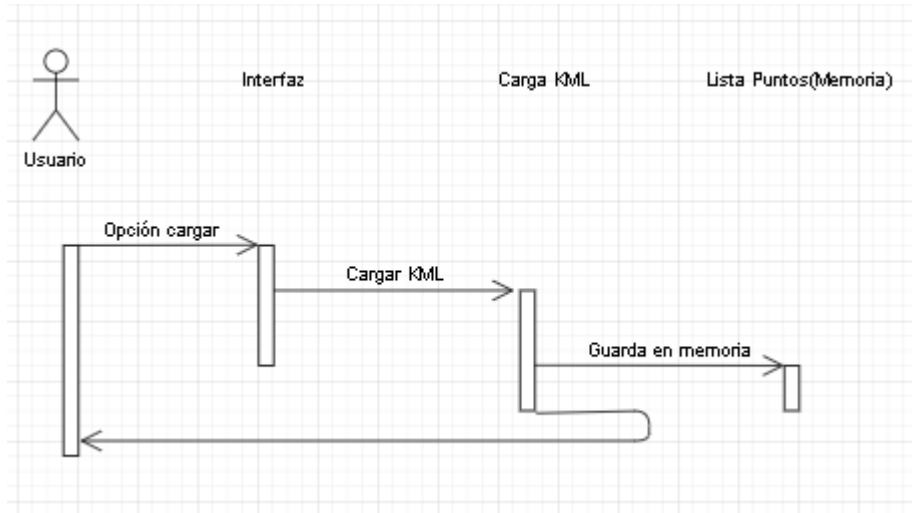 Interfaz
Carga KML
Lista Puntos(Memoria)
Usuario
Opción cargar
Cargar KML
Guarda en memoria